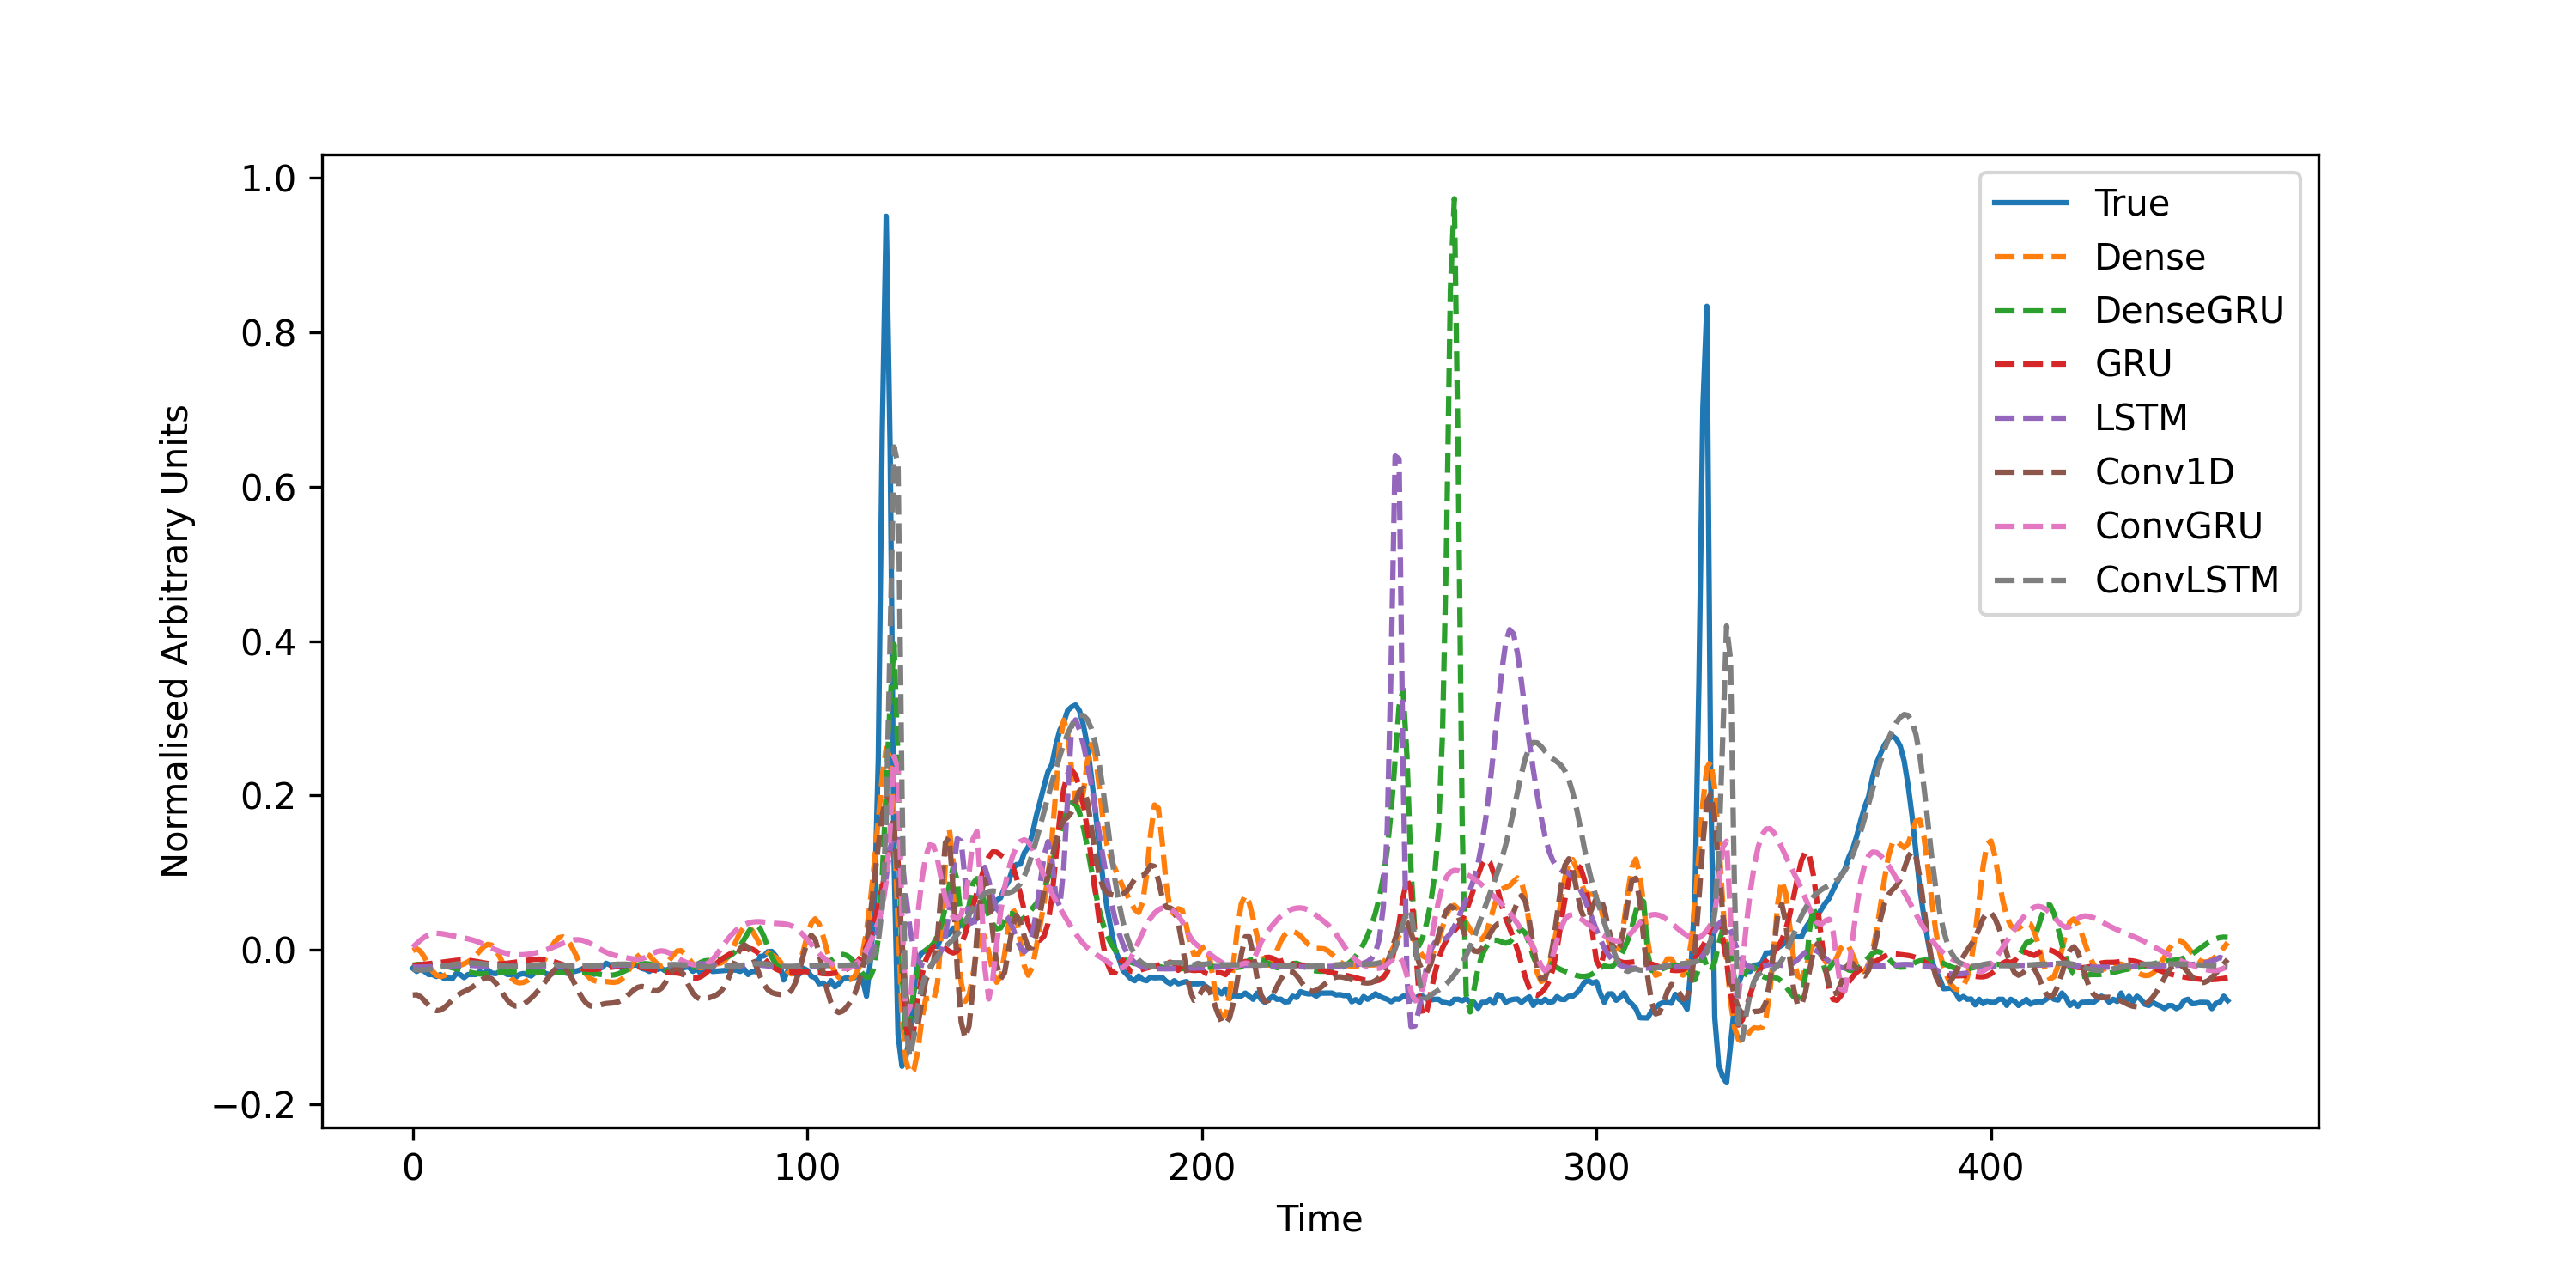 1.0
0.8
0.6
0.4
0.2
0.0
−0.2
Normalised Arbitrary Units
0
100
200
300
400
Time
True
Dense
DenseGRU
GRU
LSTM
Conv1D
ConvGRU
ConvLSTM